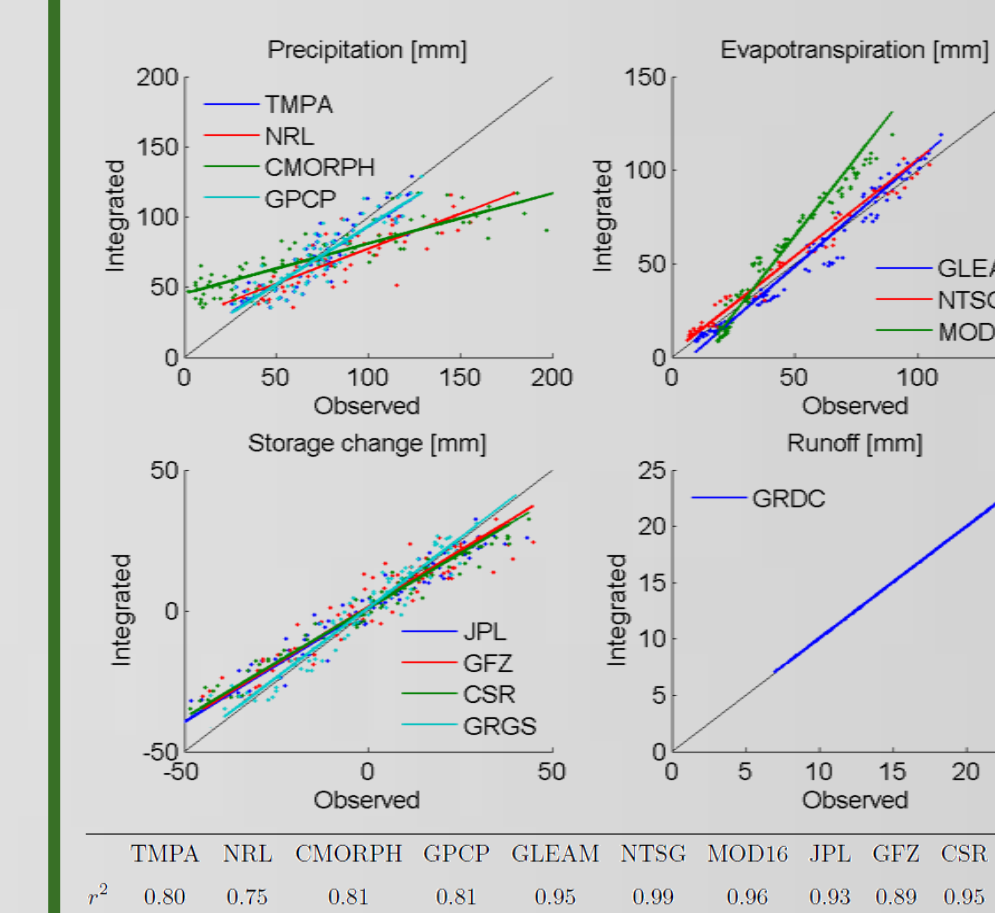 Precipitation [mm]
200
150
100
50
0
TMPA
NRL
CMORPH
GPCP
Integrated
0 50 100 150 200
Observed
Evapotranspiration [mm]
150
100
50
0
GLEA
NTSG
MOD
Integrated
0 50 100
Observed
Storage change [mm]
50
0
-50
JPL
GFZ
CSR
GRGS
Integrated
-50 0 50
Observed
Runoff [mm]
25
20
15
10
5
0
GRDC
Integrated
0 5 10 15 20
Observed
TMPA NRL CMORPH GPCP GLEAM NTSG MOD16 JPL GFZ CSR
r² 0.80 0.75 0.81 0.81 0.95 0.99 0.96 0.93 0.89 0.95